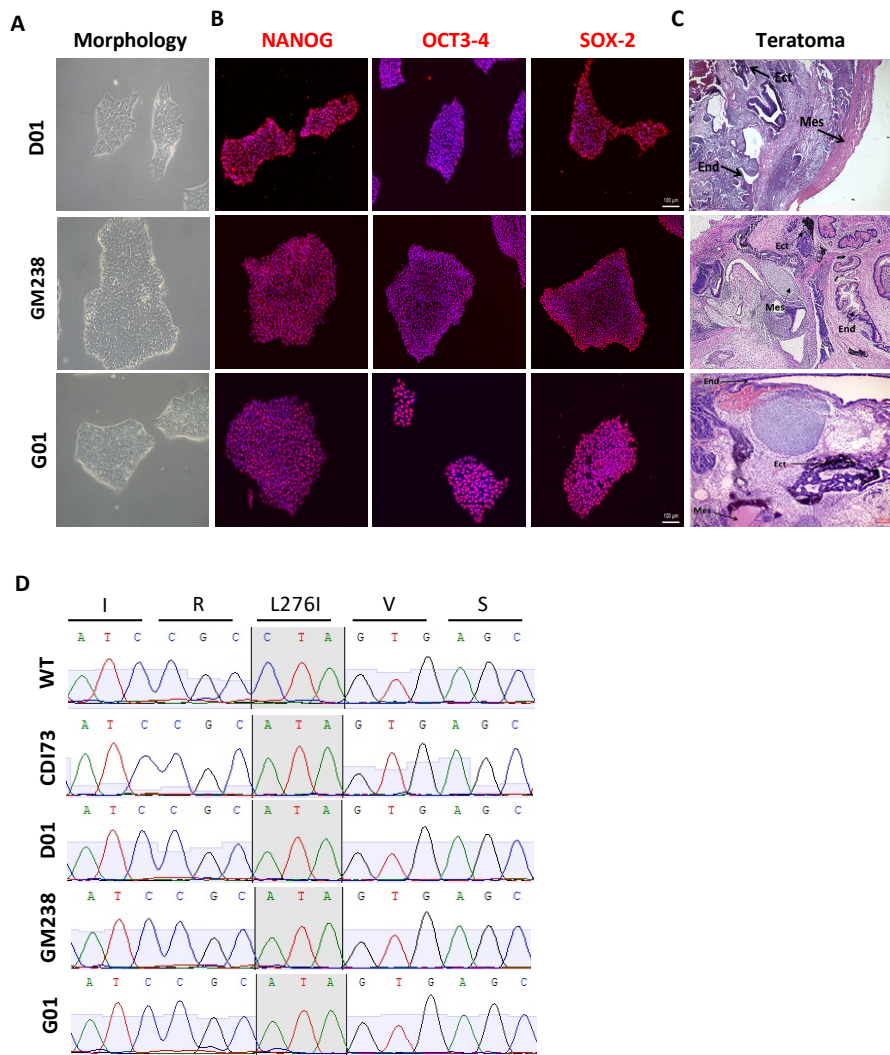 A
B
C
Morphology
NANOG
OCT3-4
SOX-2
Teratoma
D01
Ect
Mes
End
100 µm
GM238
Ect
Mes
End
G01
100 µm
End
Ect
Mes
D
I R L276I V S
WT
A T C C G C C T A G T G A G C
CDI73
A T C C G C A T A G T G A G C
D01
A T C C G C A T A G T G A G C
GM238
A T C C G C A T A G T G A G C
G01
A T C C G C A T A G T G A G C